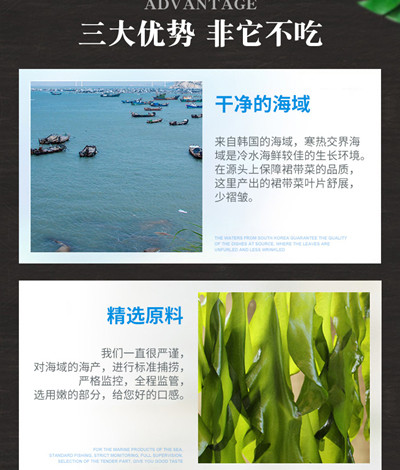 ADVANTAGE
三大优势 非它不吃
干净的海域
来自韩国的海域，寒热交界海
域是冷水海鲜较佳的生长环境。
在源头上保障裙带菜的品质，
这里产出的裙带菜叶片舒展，
少褶皱。
THE WATERS FROM SOUTH KOREA GUARANTEE THE QUALITY
OF THE DISHES AT SOURCE, WHERE THE LEAVES ARE
UNFURLED AND LESS WRINKLED
精选原料
我们一直很严谨，
对海域的海产，进行标准捕捞，
严格监控，全程监管，
选用嫩的部分，给您好的口感。
FOR THE MARINE PRODUCTS OF THE SEA,
STANDARD FISHING, STRICT MONITORING, FULL SUPERVISION,
SELECTION OF THE TENDER PART, GIVE YOU GOOD TASTE